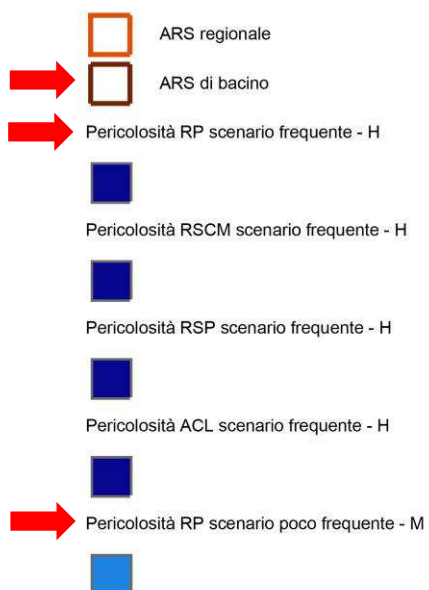 ARS regionale
ARS di bacino
Pericolosità RP scenario frequente - H
Pericolosità RSCM scenario frequente - H
Pericolosità RSP scenario frequente - H
Pericolosità ACL scenario frequente - H
Pericolosità RP scenario poco frequente - M